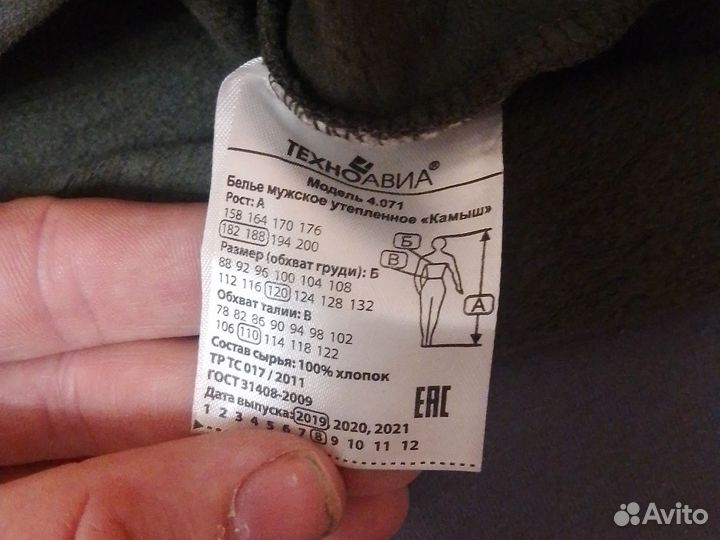 ТЕХНОАВИА®
Модель 4.071
Белье мужское утепленное «Камыш»
Рост: А
158 164 170 176
182 188 194 200
Размер (обхват груди): Б
88 92 96 100 104 108
112 116 120 124 128 132
Обхват талии: В
78 82 86 90 94 98 102
106 110 114 118 122
Состав сырья: 100% хлопок
ТР ТС 017 / 2011
ГОСТ 31408-2009
Дата выпуска: 2019, 2020, 2021
1 2 3 4 5 6 7 8 9 10 11 12
Б
В
А
ЕАС
Avito